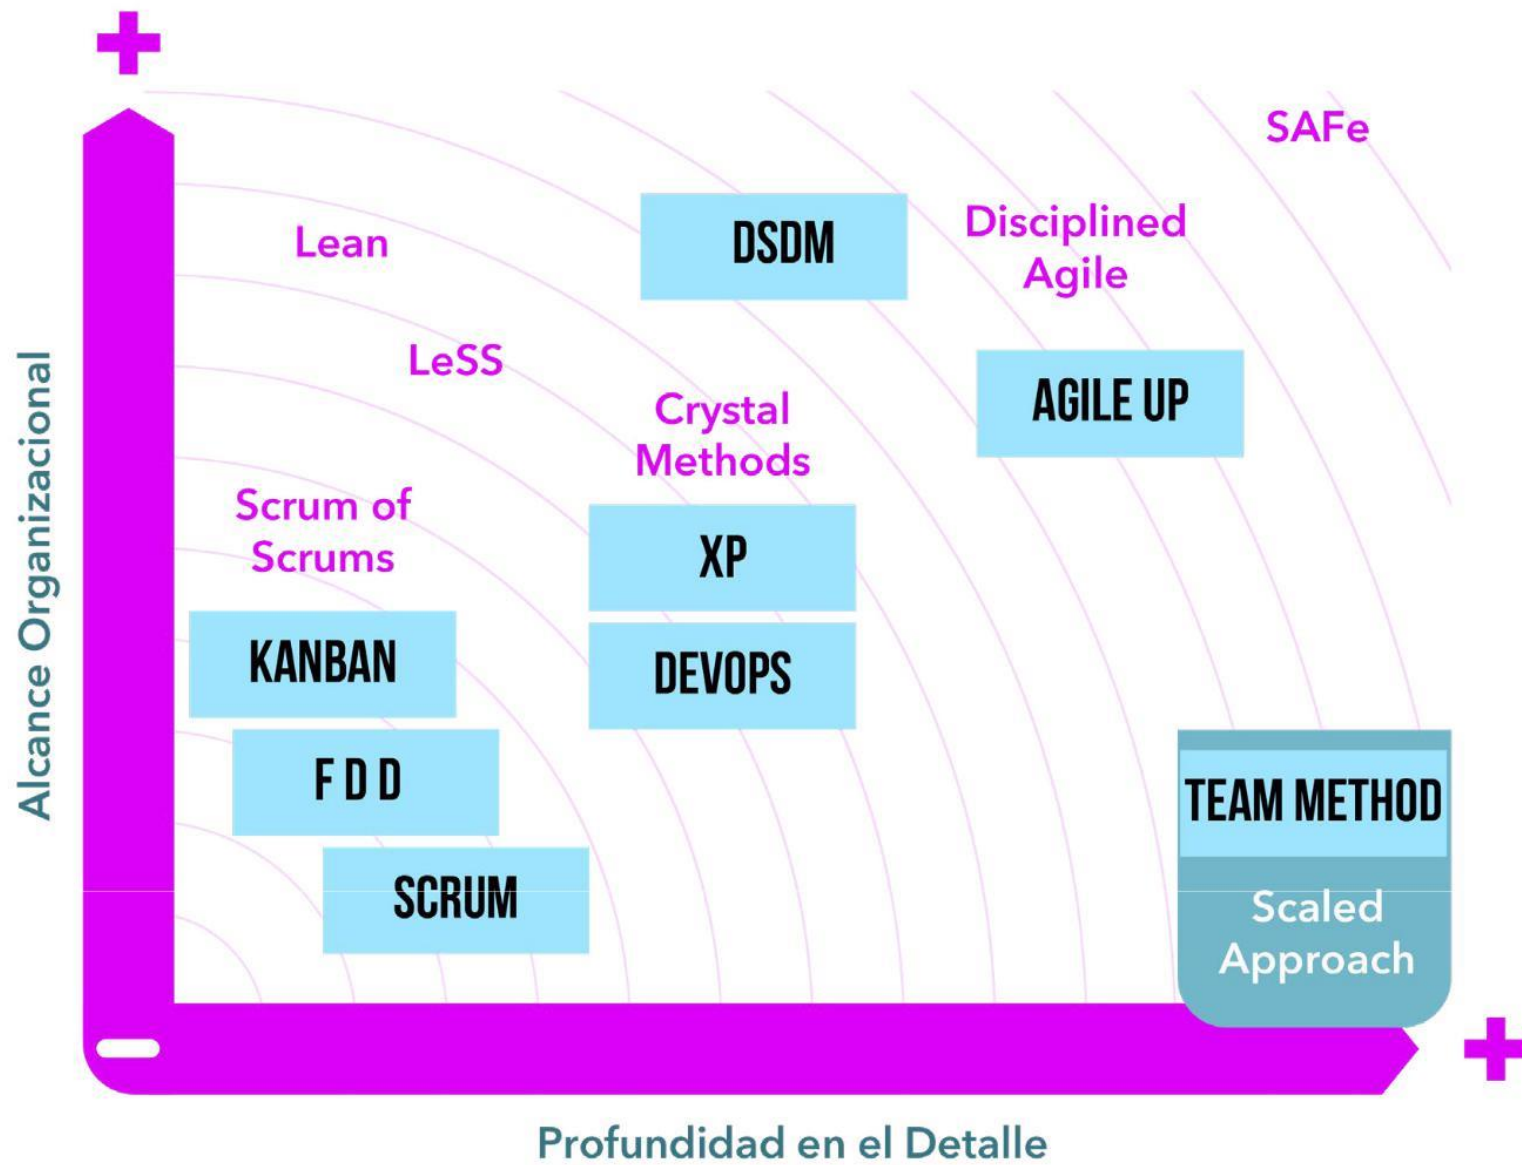 SAFe
Lean
DSDM
Disciplined
Agile
LeSS
AGILE UP
Crystal
Methods
Scrum of
Scrums
XP
KANBAN
DEVOPS
F D D
SCRUM
TEAM METHOD
Scaled
Approach
Alcance Organizacional
Profundidad en el Detalle